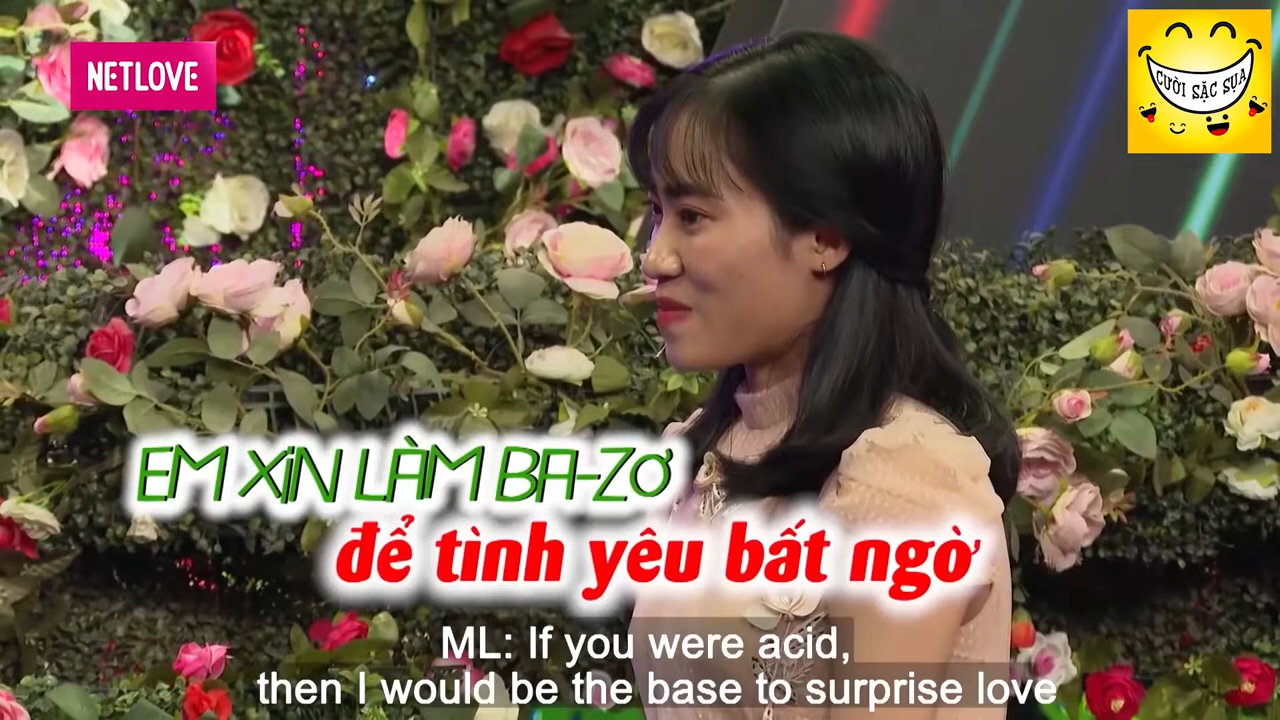 NETLOVE
CƯỜI SẶC SỤA
EM XIN LÀM BA-ZƠ
để tình yêu bất ngờ
ML: If you were acid,
then I would be the base to surprise love